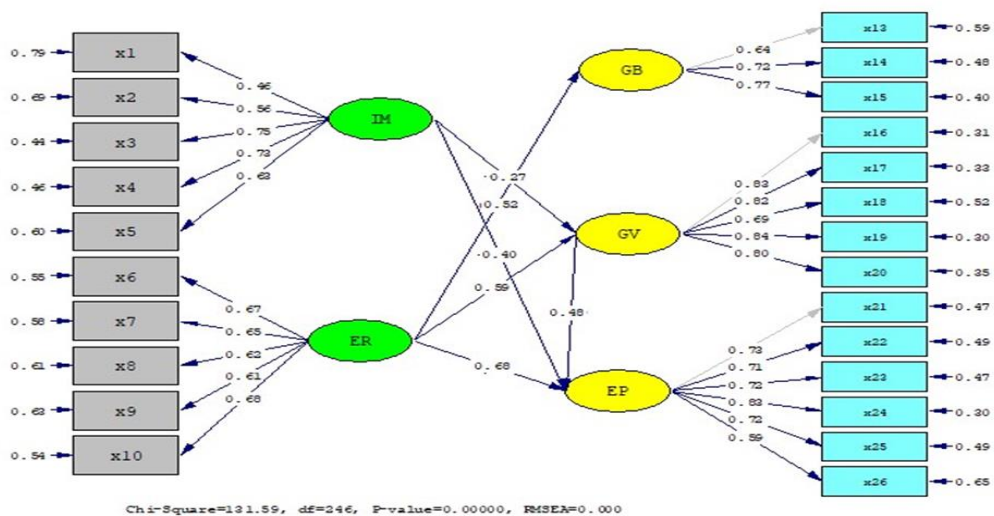 0.79 x1
0.69 x2
0.44 x3
0.46 x4
0.60 x5
0.55 x6
0.58 x7
0.61 x8
0.63 x9
0.54 x10
0.46
0.56
0.75
0.73
0.63
0.67
0.65
0.62
0.61
0.68
IM
ER
-0.27
0.52
-0.40
0.59
0.48
0.68
GB
GV
EP
0.64
0.72
0.77
0.83
0.82
0.69
0.84
0.80
0.73
0.71
0.72
0.83
0.72
0.59
x13 0.59
x14 0.48
x15 0.40
x16 0.31
x17 0.33
x18 0.52
x19 0.30
x20 0.35
x21 0.47
x22 0.49
x23 0.47
x24 0.30
x25 0.49
x26 0.65
Chi-Square=131.59, df=246, P-value=0.00000, RMSEA=0.000